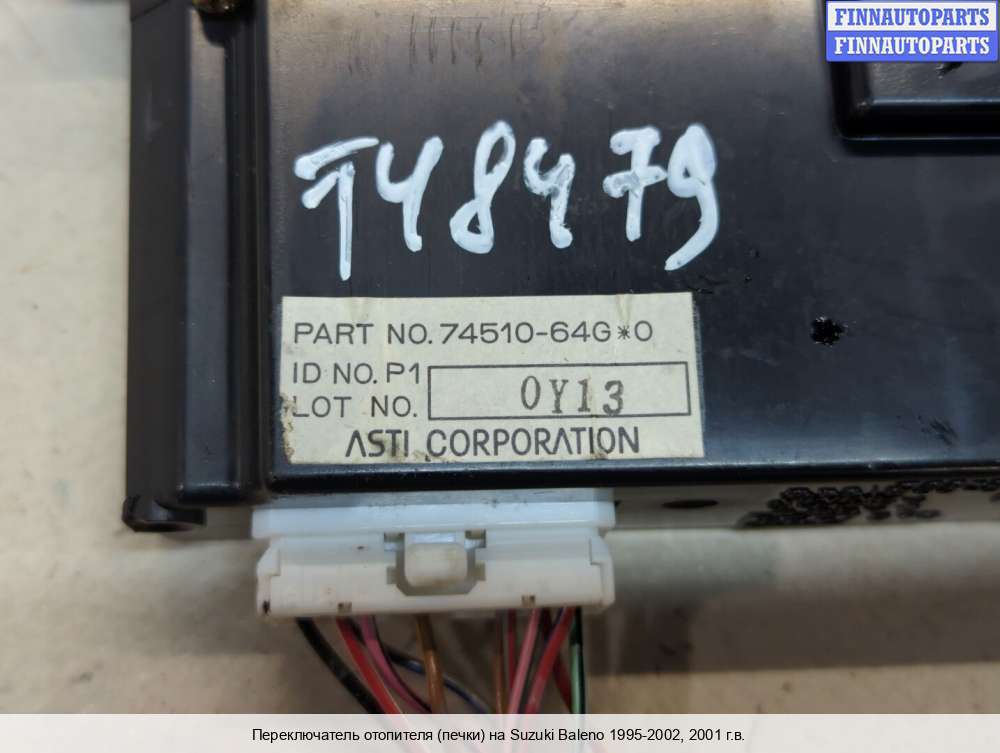 FINNAUTOPARTS
FINNAUTOPARTS
T48479
PART NO. 74510-64G*0
ID NO. P1
LOT NO. 0Y13
ASTI CORPORATION
Переключатель отопителя (печки) на Suzuki Baleno 1995-2002, 2001 г.в.